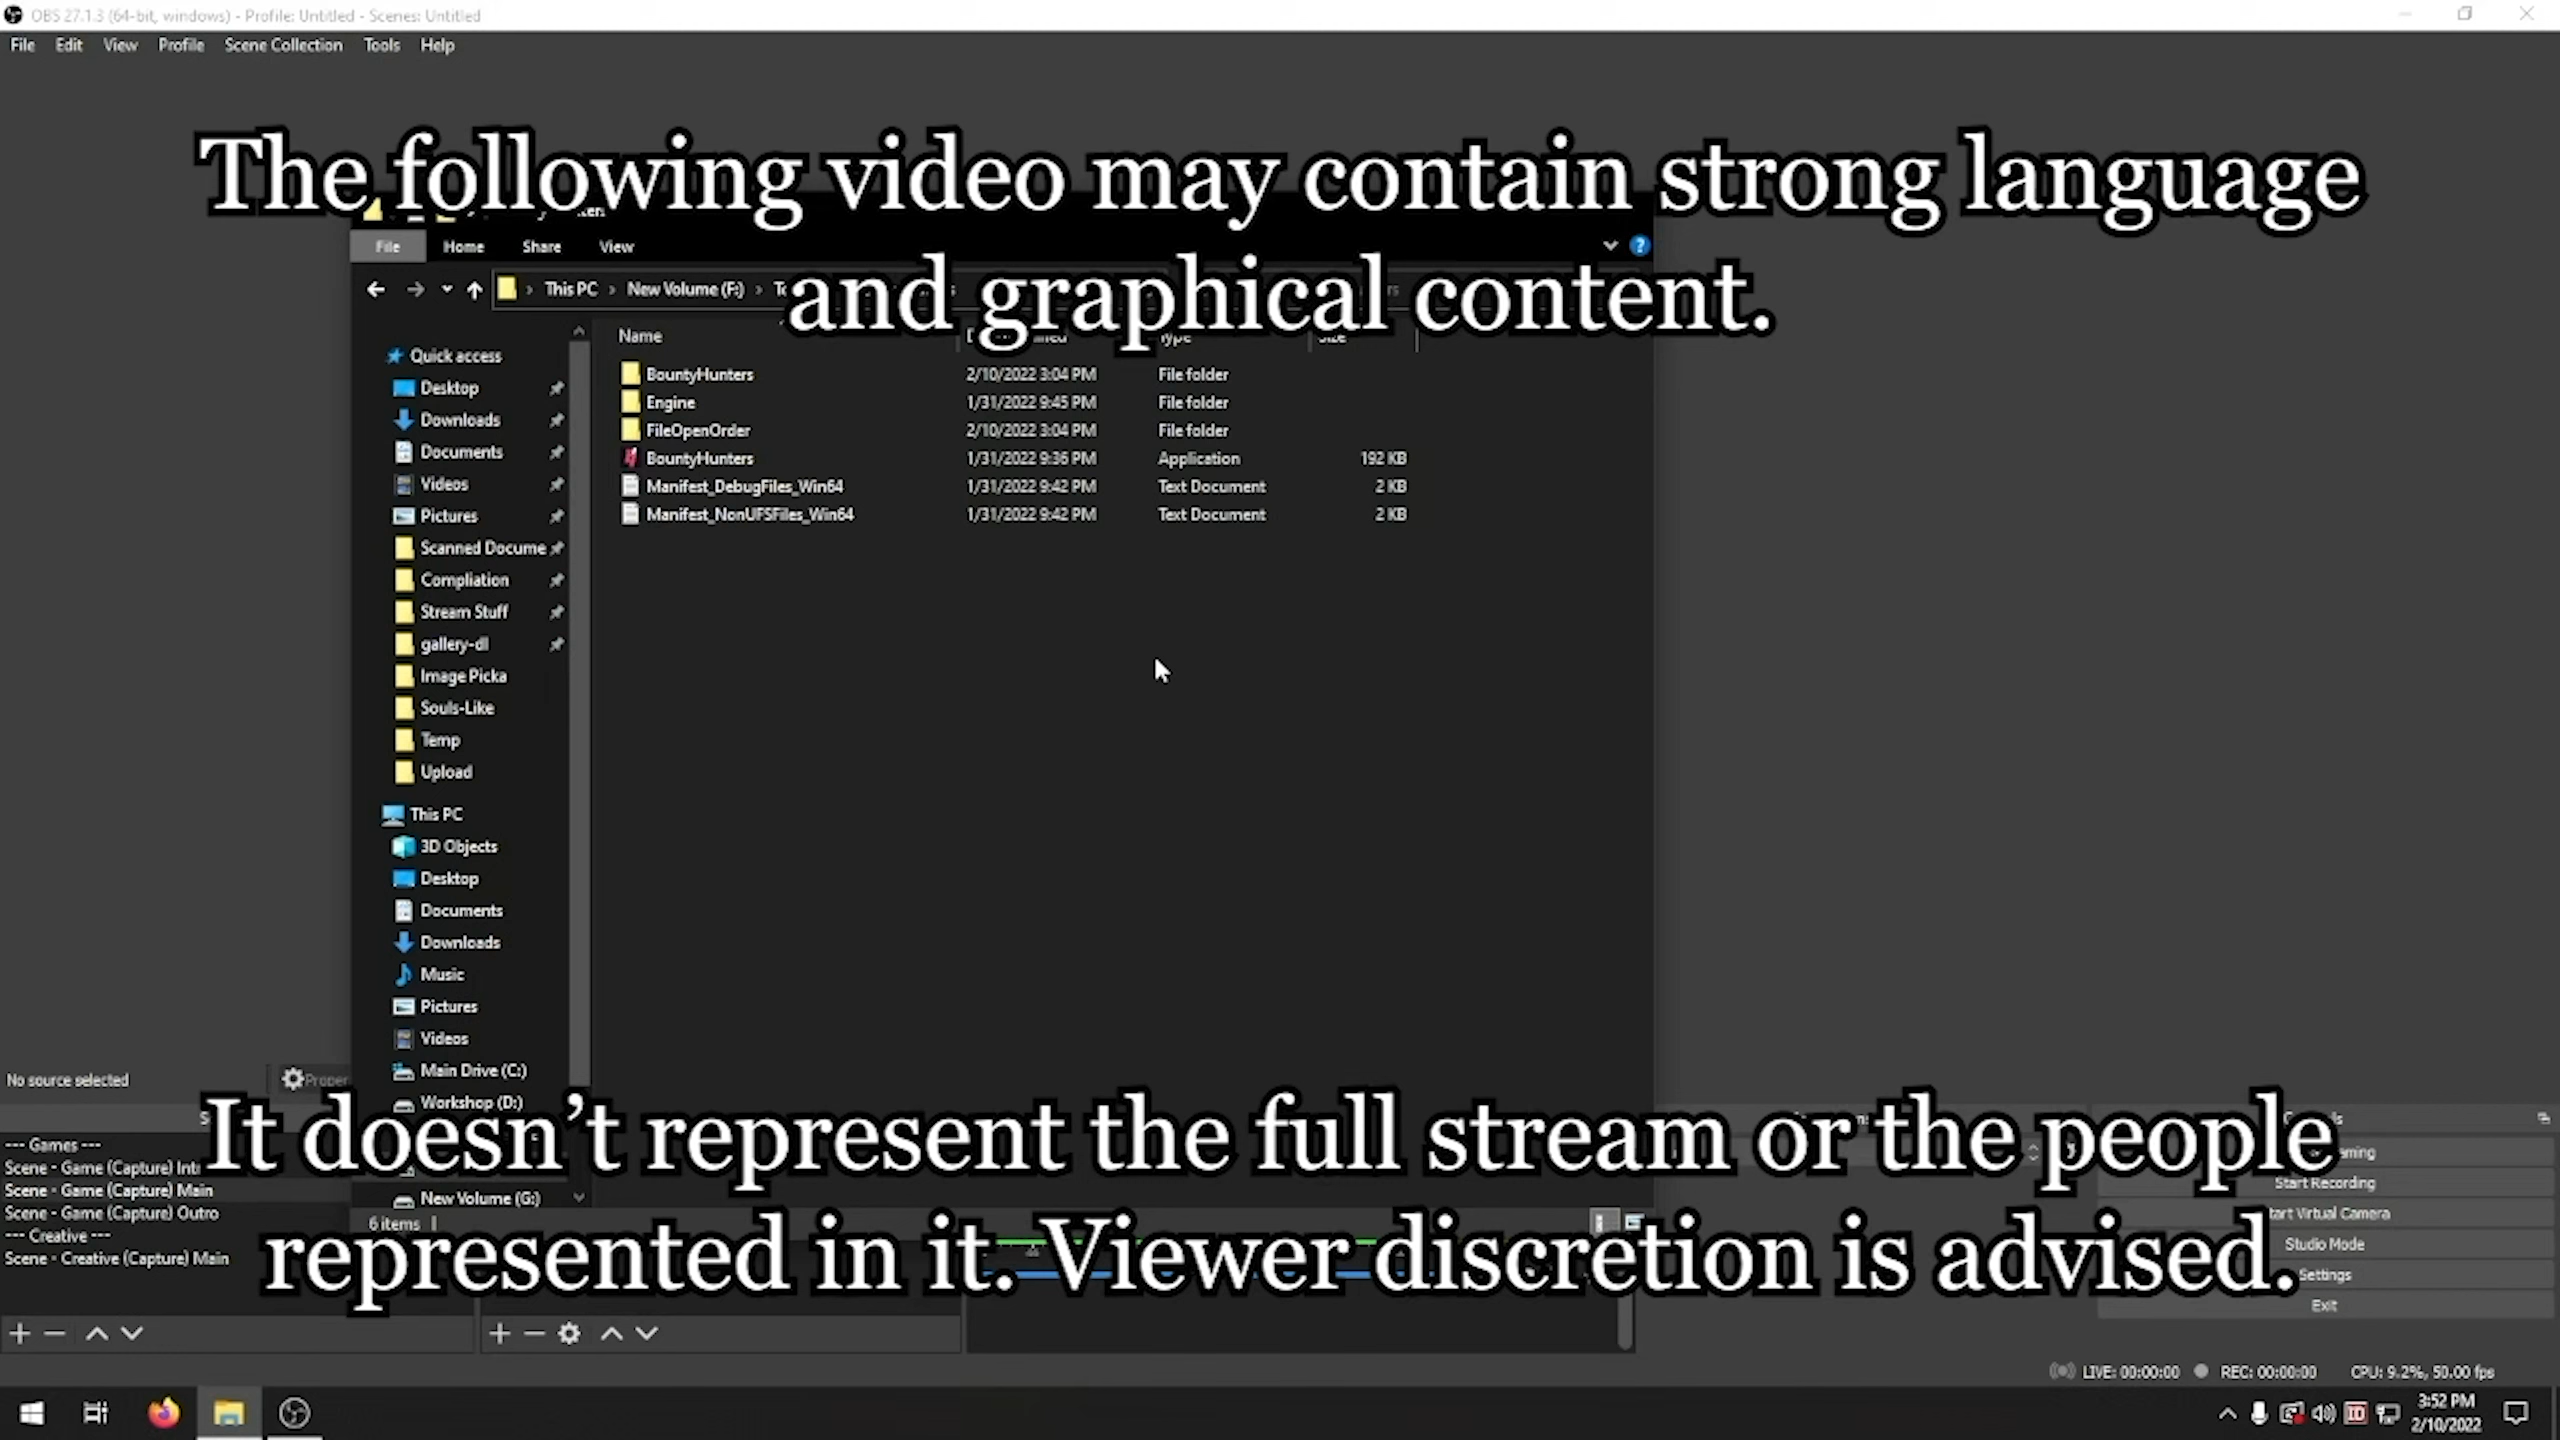 OBS 27.1.3 (64-bit, windows) - Profile: Untitled - Scenes: Untitled
File Edit View Profile Scene Collection Tools Help
The following video may contain strong language
and graphical content.
File Home Share View
This PC > New Volume (F:) >
Name
Quick access
Desktop
Downloads
Documents
Videos
Pictures
Scanned Docume
Compliation
Stream Stuff
gallery-dl
Image Picka
Souls-Like
Temp
Upload
This PC
3D Objects
Desktop
Documents
Downloads
Music
Pictures
Videos
Main Drive (C:)
Workshop (D:)
New Volume (G:)
6 items
BountyHunters 2/10/2022 3:04 PM File folder
Engine 1/31/2022 9:45 PM File folder
FileOpenOrder 2/10/2022 3:04 PM File folder
BountyHunters 1/31/2022 9:36 PM Application 192 KB
Manifest_DebugFiles_Win64 1/31/2022 9:42 PM Text Document 2 KB
Manifest_NonUFSFiles_Win64 1/31/2022 9:42 PM Text Document 2 KB
No source selected
It doesn’t represent the full stream or the people
represented in it. Viewer discretion is advised.
--- Games ---
Scene - Game (Capture) Int
Scene - Game (Capture) Main
Scene - Game (Capture) Outro
--- Creative ---
Scene - Creative (Capture) Main
Start Recording
tart Virtual Camera
Studio Mode
Settings
Exit
LIVE: 00:00:00 REC: 00:00:00 CPU: 9.2%, 50.00 fps
3:52 PM
2/10/2022